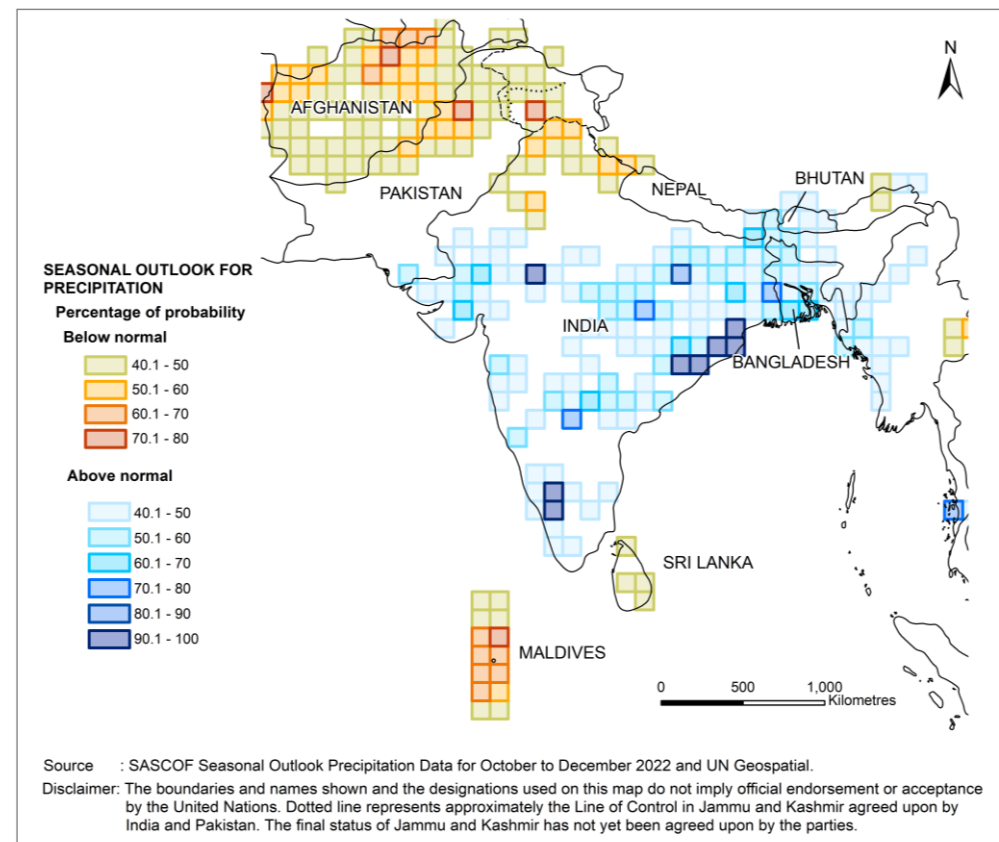 N
AFGHANISTAN
PAKISTAN
NEPAL
BHUTAN
SEASONAL OUTLOOK FOR
PRECIPITATION
Percentage of probability
Below normal
40.1 - 50
50.1 - 60
60.1 - 70
70.1 - 80
Above normal
40.1 - 50
50.1 - 60
60.1 - 70
70.1 - 80
80.1 - 90
90.1 - 100
INDIA
BANGLADESH
SRI LANKA
MALDIVES
0 500 1,000
Kilometres
Source : SASCOF Seasonal Outlook Precipitation Data for October to December 2022 and UN Geospatial.
Disclaimer: The boundaries and names shown and the designations used on this map do not imply official endorsement or acceptance
by the United Nations. Dotted line represents approximately the Line of Control in Jammu and Kashmir agreed upon by
India and Pakistan. The final status of Jammu and Kashmir has not yet been agreed upon by the parties.